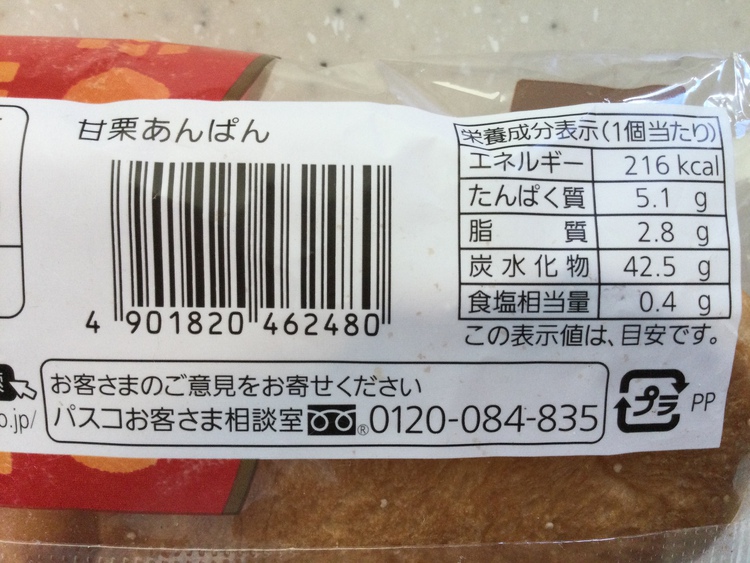 甘栗あんぱん
4 901820 462480
栄養成分表示(1個当たり)
エネルギー 216 kcal
たんぱく質 5.1 g
脂質 2.8 g
炭水化物 42.5 g
食塩相当量 0.4 g
この表示値は、目安です。
お客さまのご意見をお寄せください
パスコお客さま相談室 ® 0120-084-835
.jp/
プラ PP